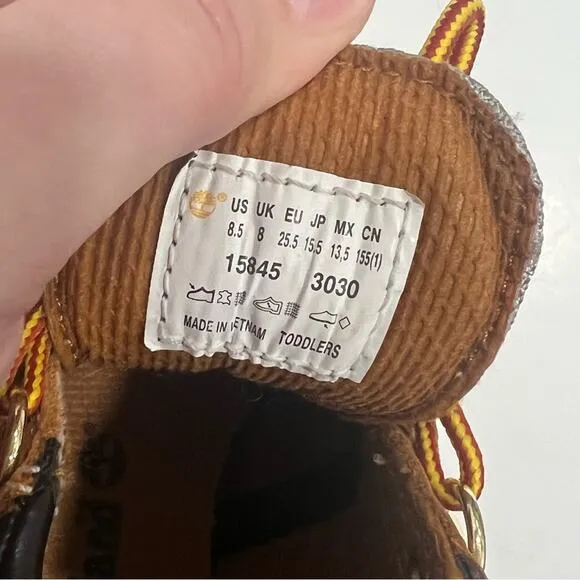 US UK EU JP MX CN
8.5 8 25.5 15,5 13,5 155(1)
15845 3030
MADE IN VIETNAM TODDLERS